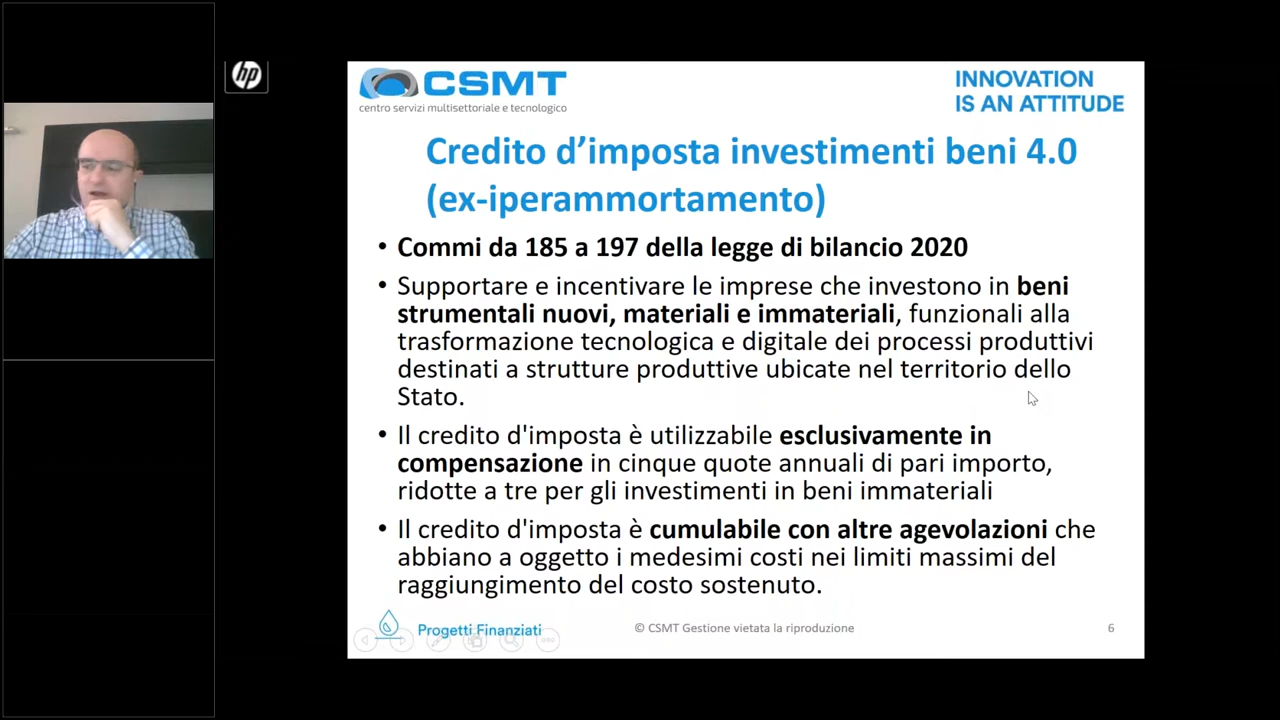 hp
CSMT
centro servizi multisettoriale e tecnologico
INNOVATION
IS AN ATTITUDE
Credito d’imposta investimenti beni 4.0
(ex-iperammortamento)
• Commi da 185 a 197 della legge di bilancio 2020
• Supportare e incentivare le imprese che investono in beni
strumentali nuovi, materiali e immateriali, funzionali alla
trasformazione tecnologica e digitale dei processi produttivi
destinati a strutture produttive ubicate nel territorio dello
Stato.
• Il credito d'imposta è utilizzabile esclusivamente in
compensazione in cinque quote annuali di pari importo,
ridotte a tre per gli investimenti in beni immateriali
• Il credito d'imposta è cumulabile con altre agevolazioni che
abbiano a oggetto i medesimi costi nei limiti massimi del
raggiungimento del costo sostenuto.
Progetti Finanziati
© CSMT Gestione vietata la riproduzione
6